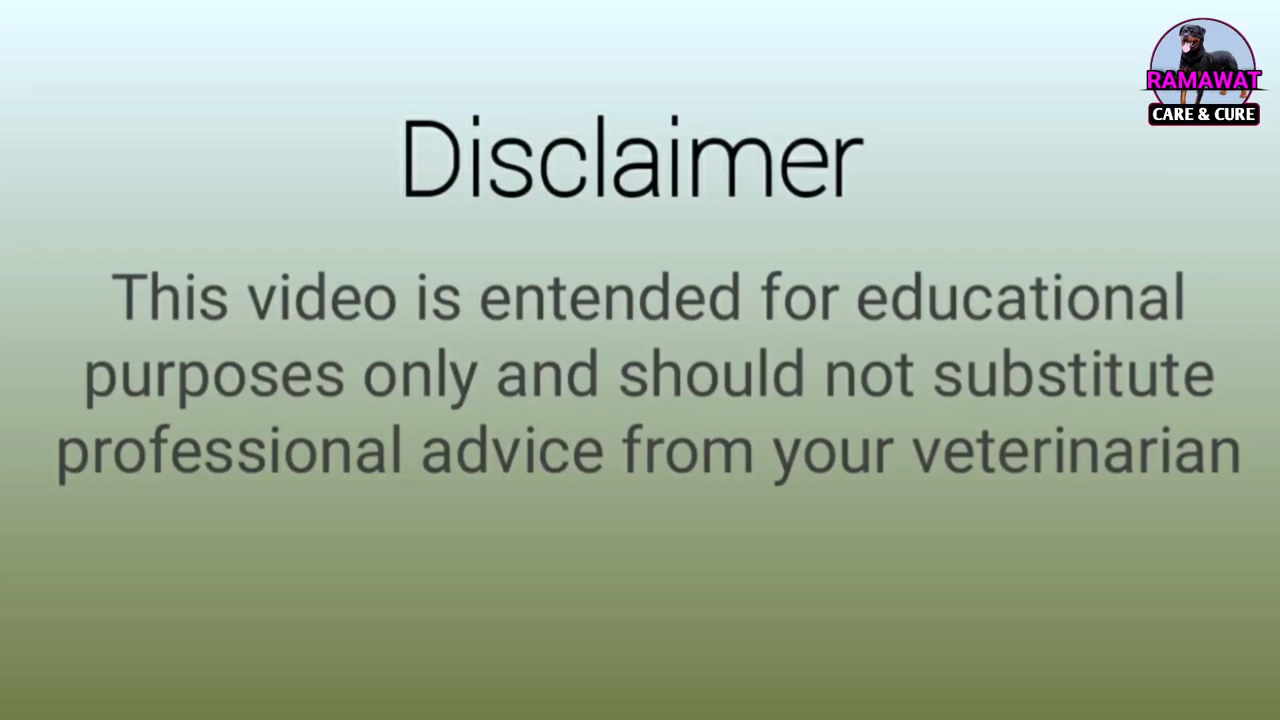 RAMAWAT
CARE & CURE
Disclaimer
This video is entended for educational
purposes only and should not substitute
professional advice from your veterinarian